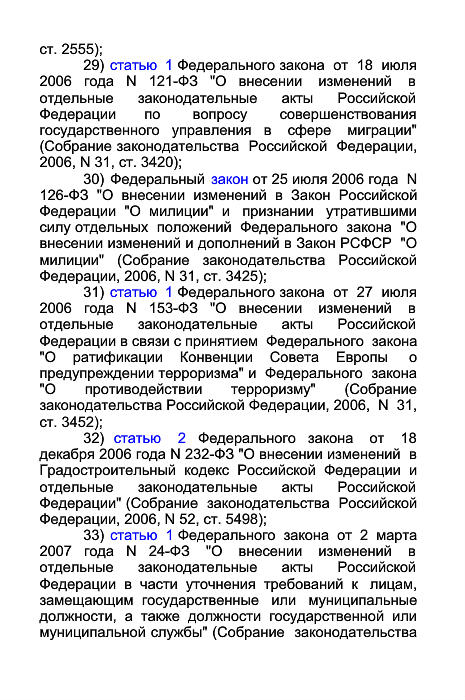 ст. 2555);
29) статью 1 Федерального закона от 18 июля
2006 года N 121-ФЗ "О внесении изменений в
отдельные законодательные акты Российской
Федерации по вопросу совершенствования
государственного управления в сфере миграции"
(Собрание законодательства Российской Федерации,
2006, N 31, ст. 3420);
30) Федеральный закон от 25 июля 2006 года N
126-ФЗ "О внесении изменений в Закон Российской
Федерации "О милиции" и признании утратившими
силу отдельных положений Федерального закона "О
внесении изменений и дополнений в Закон РСФСР "О
милиции" (Собрание законодательства Российской
Федерации, 2006, N 31, ст. 3425);
31) статью 1 Федерального закона от 27 июля
2006 года N 153-ФЗ "О внесении изменений в
отдельные законодательные акты Российской
Федерации в связи с принятием Федерального закона
"О ратификации Конвенции Совета Европы о
предупреждении терроризма" и Федерального закона
"О противодействии терроризму" (Собрание
законодательства Российской Федерации, 2006, N 31,
ст. 3452);
32) статью 2 Федерального закона от 18
декабря 2006 года N 232-ФЗ "О внесении изменений в
Градостроительный кодекс Российской Федерации и
отдельные законодательные акты Российской
Федерации" (Собрание законодательства Российской
Федерации, 2006, N 52, ст. 5498);
33) статью 1 Федерального закона от 2 марта
2007 года N 24-ФЗ "О внесении изменений в
отдельные законодательные акты Российской
Федерации в части уточнения требований к лицам,
замещающим государственные или муниципальные
должности, а также должности государственной или
муниципальной службы" (Собрание законодательства